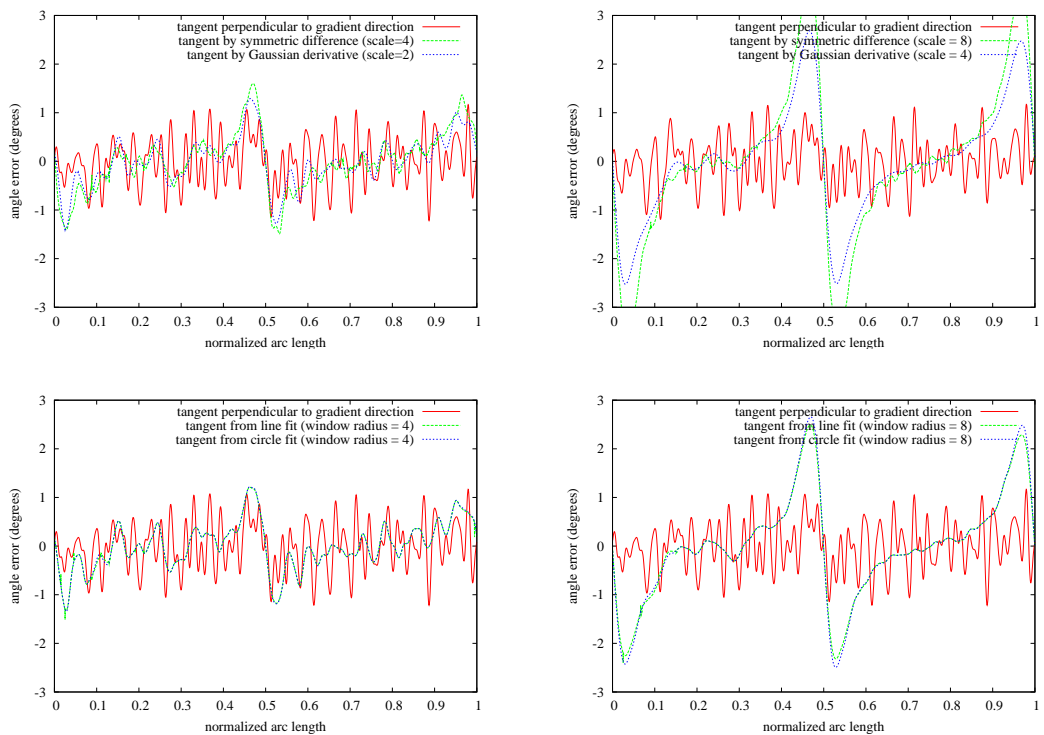 tangent perpendicular to gradient direction
tangent by symmetric difference (scale=4)
tangent by Gaussian derivative (scale=2)
3
2
1
0
-1
-2
-3
angle error (degrees)
0 0.1 0.2 0.3 0.4 0.5 0.6 0.7 0.8 0.9 1
normalized arc length
tangent perpendicular to gradient direction
tangent by symmetric difference (scale = 8)
tangent by Gaussian derivative (scale = 4)
3
2
1
0
-1
-2
-3
angle error (degrees)
0 0.1 0.2 0.3 0.4 0.5 0.6 0.7 0.8 0.9 1
normalized arc length
tangent perpendicular to gradient direction
tangent from line fit (window radius = 4)
tangent from circle fit (window radius = 4)
3
2
1
0
-1
-2
-3
angle error (degrees)
0 0.1 0.2 0.3 0.4 0.5 0.6 0.7 0.8 0.9 1
normalized arc length
tangent perpendicular to gradient direction
tangent from line fit (window radius = 8)
tangent from circle fit (window radius = 8)
3
2
1
0
-1
-2
-3
angle error (degrees)
0 0.1 0.2 0.3 0.4 0.5 0.6 0.7 0.8 0.9 1
normalized arc length